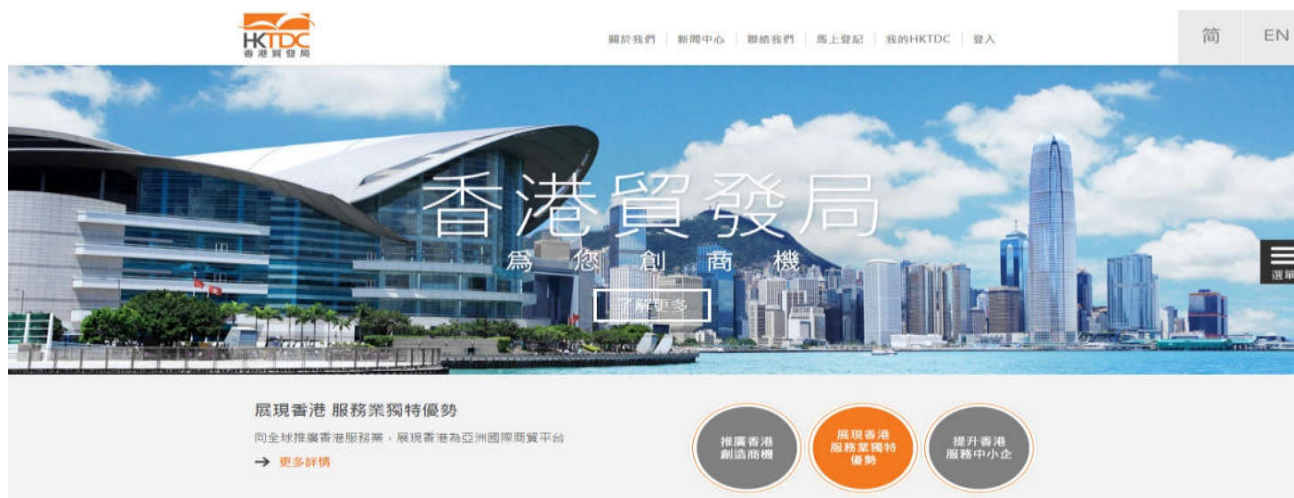 HKTDC
香港貿發局
關於我們 | 新聞中心 | 聯絡我們 | 馬上登記 | 我的HKTDC | 登入
简 EN
香港貿發局
爲您創商機
了解更多
選單
展現香港 服務業獨特優勢
向全球推廣香港服務業，展現香港為亞洲國際商貿平台
→ 更多詳情
推廣香港
創造商機
展現香港
服務業獨特
優勢
提升香港
服務中小企